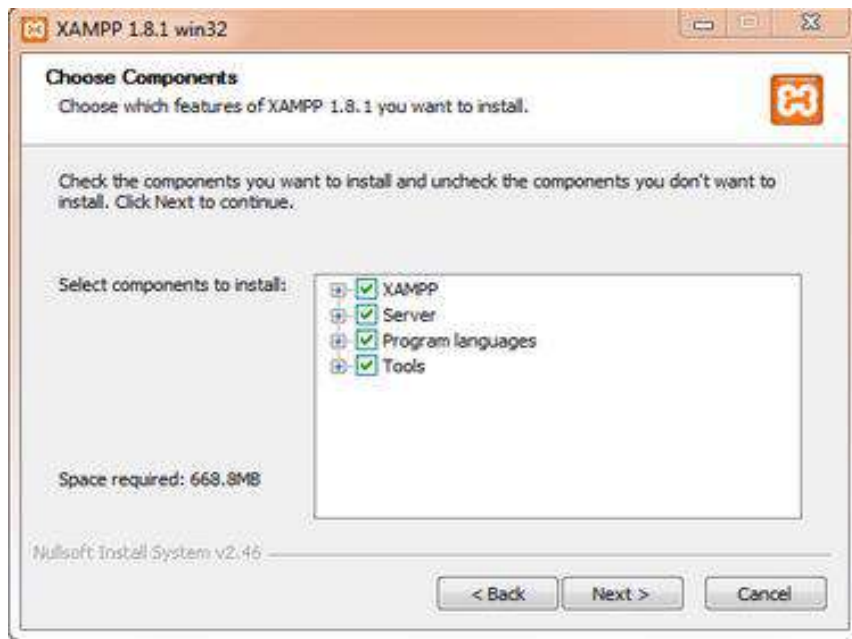 XAMPP 1.8.1 win32
Choose Components
Choose which features of XAMPP 1.8.1 you want to install.
Check the components you want to install and uncheck the components you don't want to
install. Click Next to continue.
Select components to install:
XAMPP
Server
Program languages
Tools
Space required: 668.8MB
Nullsoft Install System v2.46
< Back
Next >
Cancel